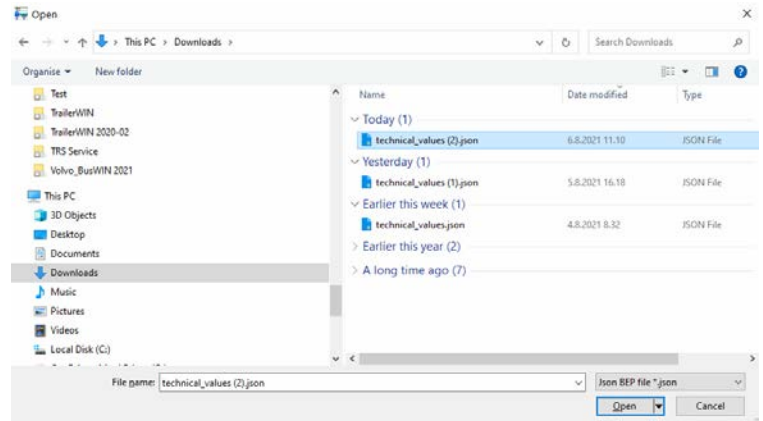 Open
This PC > Downloads >
Search Downloads
Organise New folder
Test
TrailerWIN
TrailerWIN 2020-02
TRS Service
Volvo_BusWIN 2021
This PC
3D Objects
Desktop
Documents
Downloads
Music
Pictures
Videos
Local Disk (C:)
Name Date modified Type
Today (1)
technical_values (2).json 6.8.2021 11.10 JSON File
Yesterday (1)
technical_values (1).json 5.8.2021 16.18 JSON File
Earlier this week (1)
technical_values.json 4.8.2021 8.32 JSON File
Earlier this year (2)
A long time ago (7)
File name: technical_values (2).json Json BEP file *.json
Open Cancel